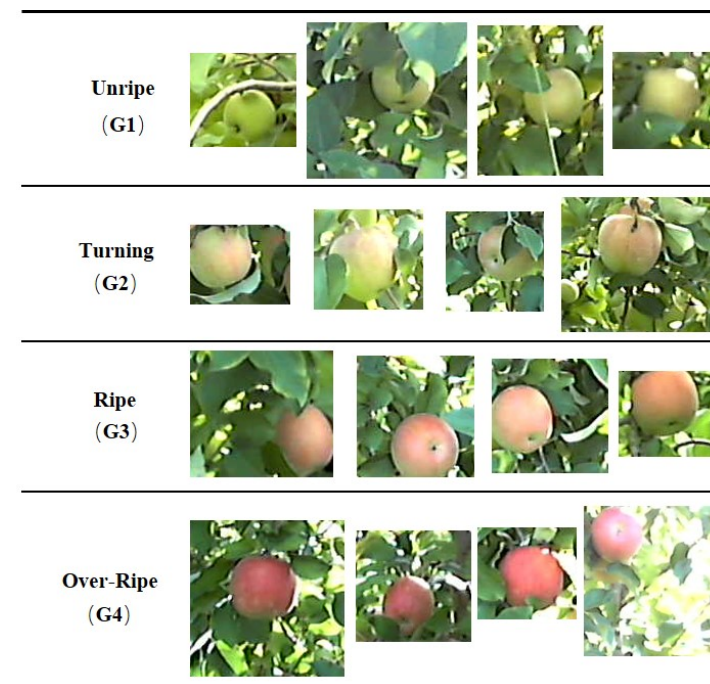 Unripe
(G1)
Turning
(G2)
Ripe
(G3)
Over-Ripe
(G4)